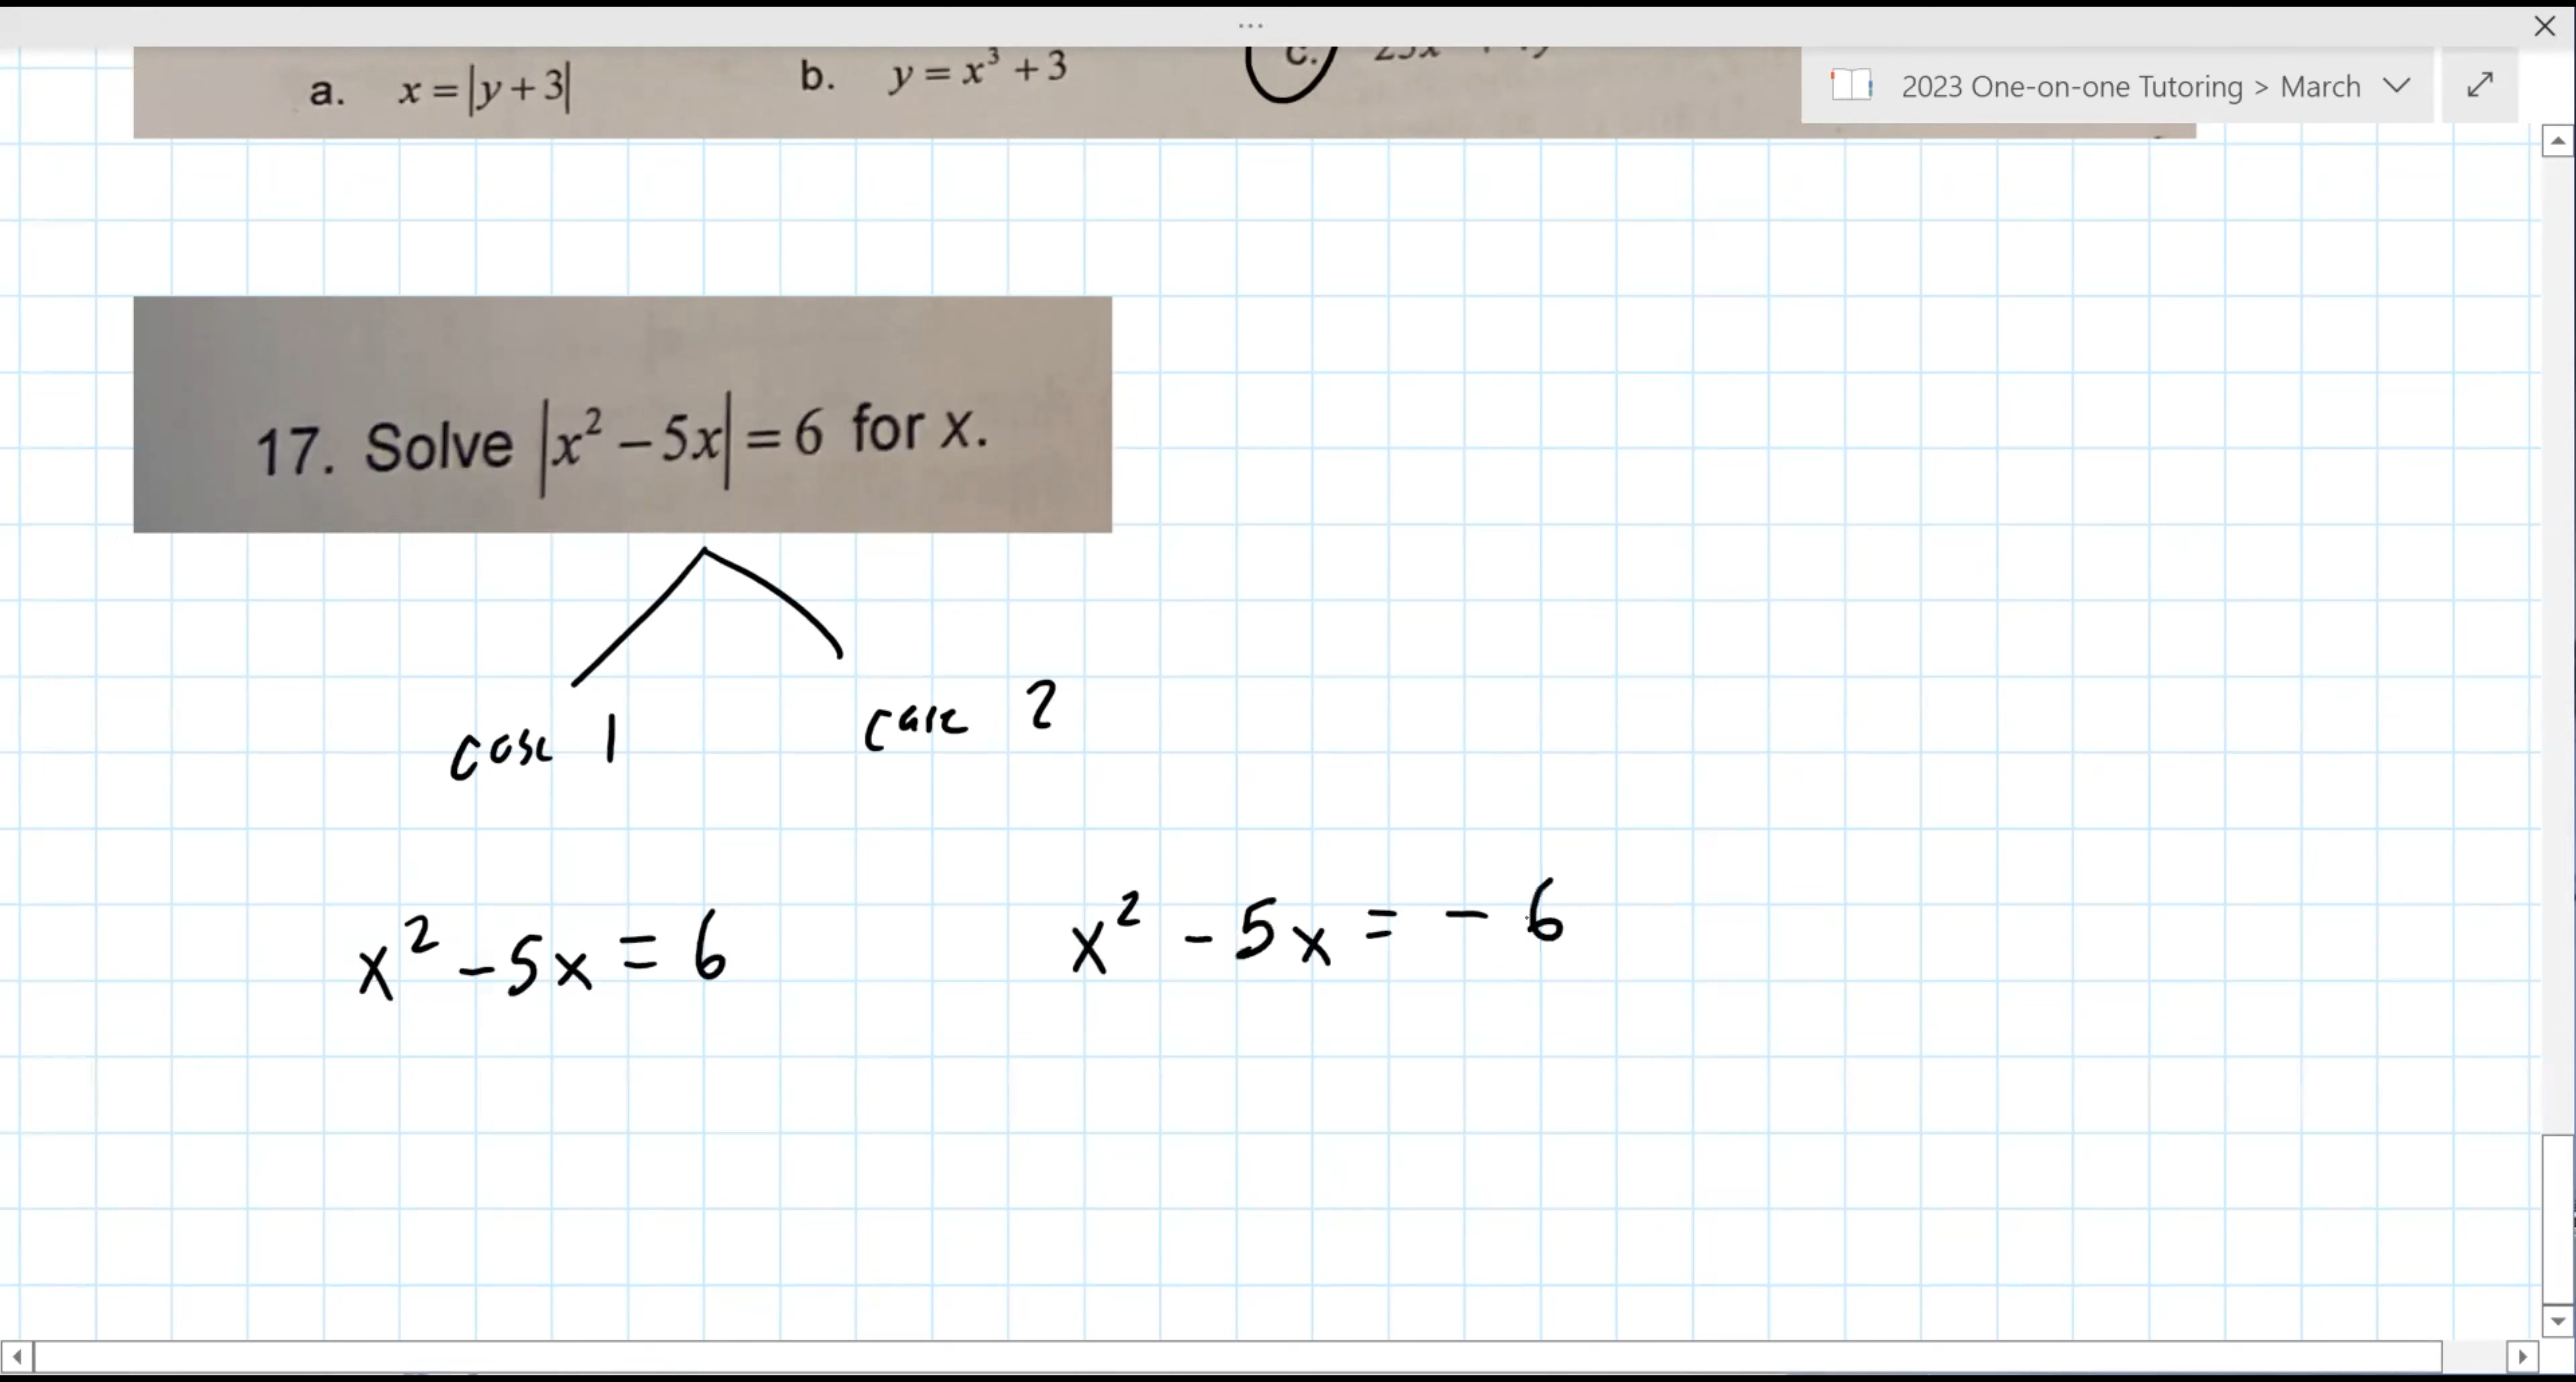 ...
a. x = |y + 3| b. y = x³ + 3 c.
2023 One-on-one Tutoring > March
17. Solve |x² − 5x| = 6 for x.
case 1 case 2
x² − 5x = 6 x² − 5x = − 6